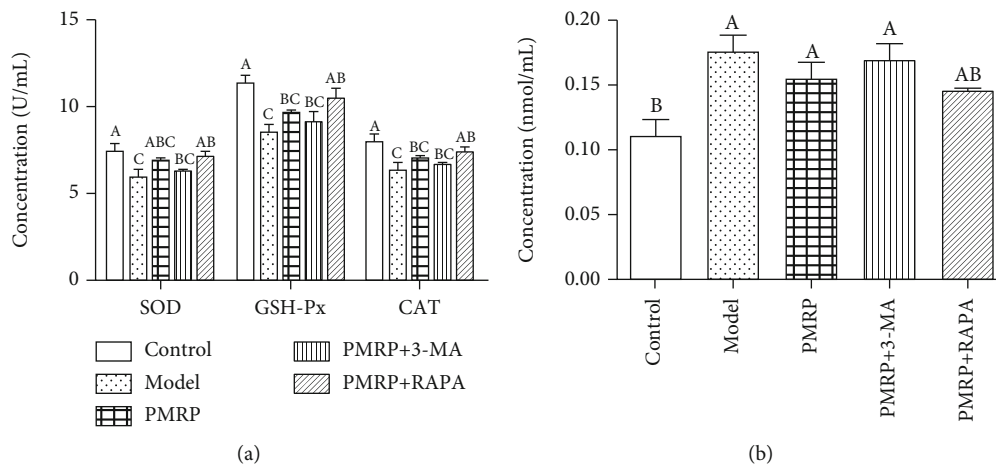 15
10
5
0
Concentration (U/mL)
A
C
ABC
BC
AB
A
C
BC
BC
AB
A
C
BC
BC
AB
SOD
GSH-Px
CAT
Control
Model
PMRP
PMRP+3-MA
PMRP+RAPA
(a)
0.20
0.15
0.10
0.05
0.00
Concentration (nmol/mL)
B
A
A
A
AB
Control
Model
PMRP
PMRP+3-MA
PMRP+RAPA
(b)